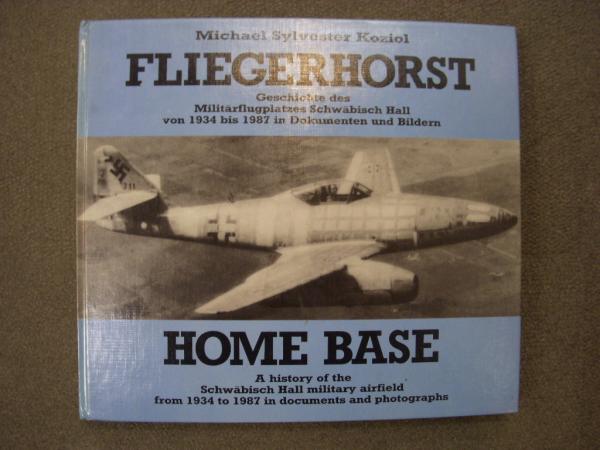 Michael Sylvester Koziol
FLIEGERHORST
Geschichte des
Militärflugplatzes Schwäbisch Hall
von 1934 bis 1987 in Dokumenten und Bildern
711
HOME BASE
A history of the
Schwäbisch Hall military airfield
from 1934 to 1987 in documents and photographs